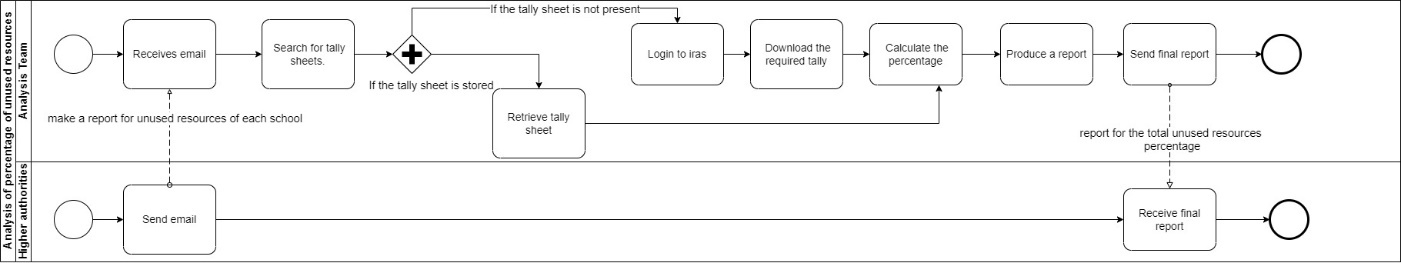 Analysis of percentage of unused resources
Analysis Team
Higher authorities
If the tally sheet is not present
Receives email
Search for tally
sheets.
Login to iras
Download the
required tally
Calculate the
percentage
Produce a report
Send final report
If the tally sheet is stored
Retrieve tally
sheet
make a report for unused resources of each school
report for the total unused resources
percentage
Send email
Receive final
report